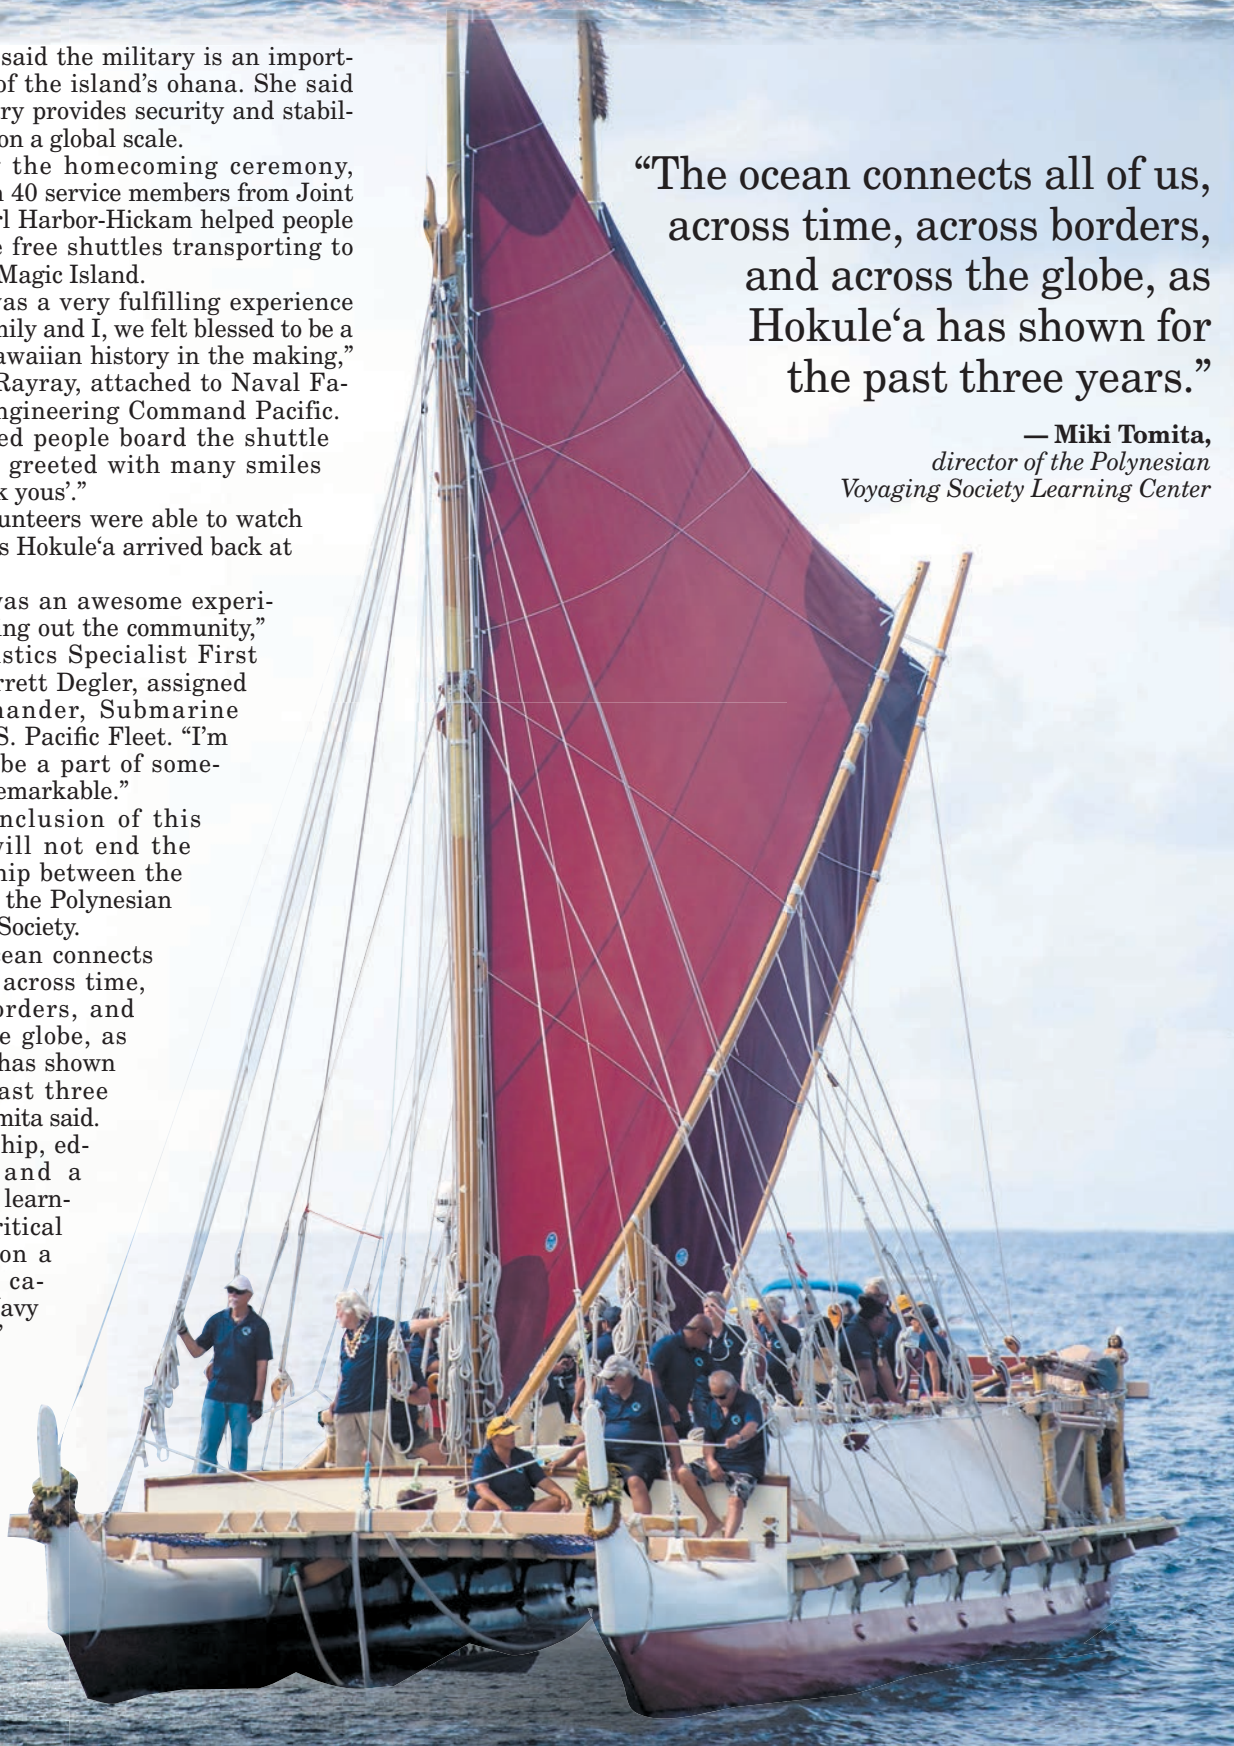 said the military is an import-
of the island's ohana. She said
ry provides security and stabil-
on a global scale.
the homecoming ceremony,
40 service members from Joint
rl Harbor-Hickam helped people
e free shuttles transporting to
Magic Island.
as a very fulfilling experience
mily and I, we felt blessed to be a
awaiian history in the making,”
Rayray, attached to Naval Fa-
ngineering Command Pacific.
ed people board the shuttle
greeted with many smiles
k yous’.”
unteers were able to watch
s Hokule‘a arrived back at
as an awesome experi-
ing out the community,”
istics Specialist First
rrett Degler, assigned
mander, Submarine
S. Pacific Fleet. “I'm
be a part of some-
emarkable.”
nclusion of this
ill not end the
hip between the
the Polynesian
Society.
ean connects
across time,
orders, and
e globe, as
has shown
ast three
mita said.
hip, ed-
and a
learn-
ritical
on a
ca-
avy
“The ocean connects all of us,
across time, across borders,
and across the globe, as
Hokule‘a has shown for
the past three years.”
— Miki Tomita,
director of the Polynesian
Voyaging Society Learning Center